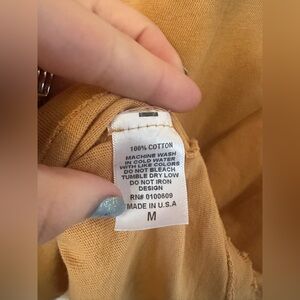 100% COTTON
MACHINE WASH
IN COLD WATER
WITH LIKE COLORS
DO NOT BLEACH
TUMBLE DRY LOW
DO NOT IRON
DESIGN
RN# 0100609
MADE IN U.S.A
M